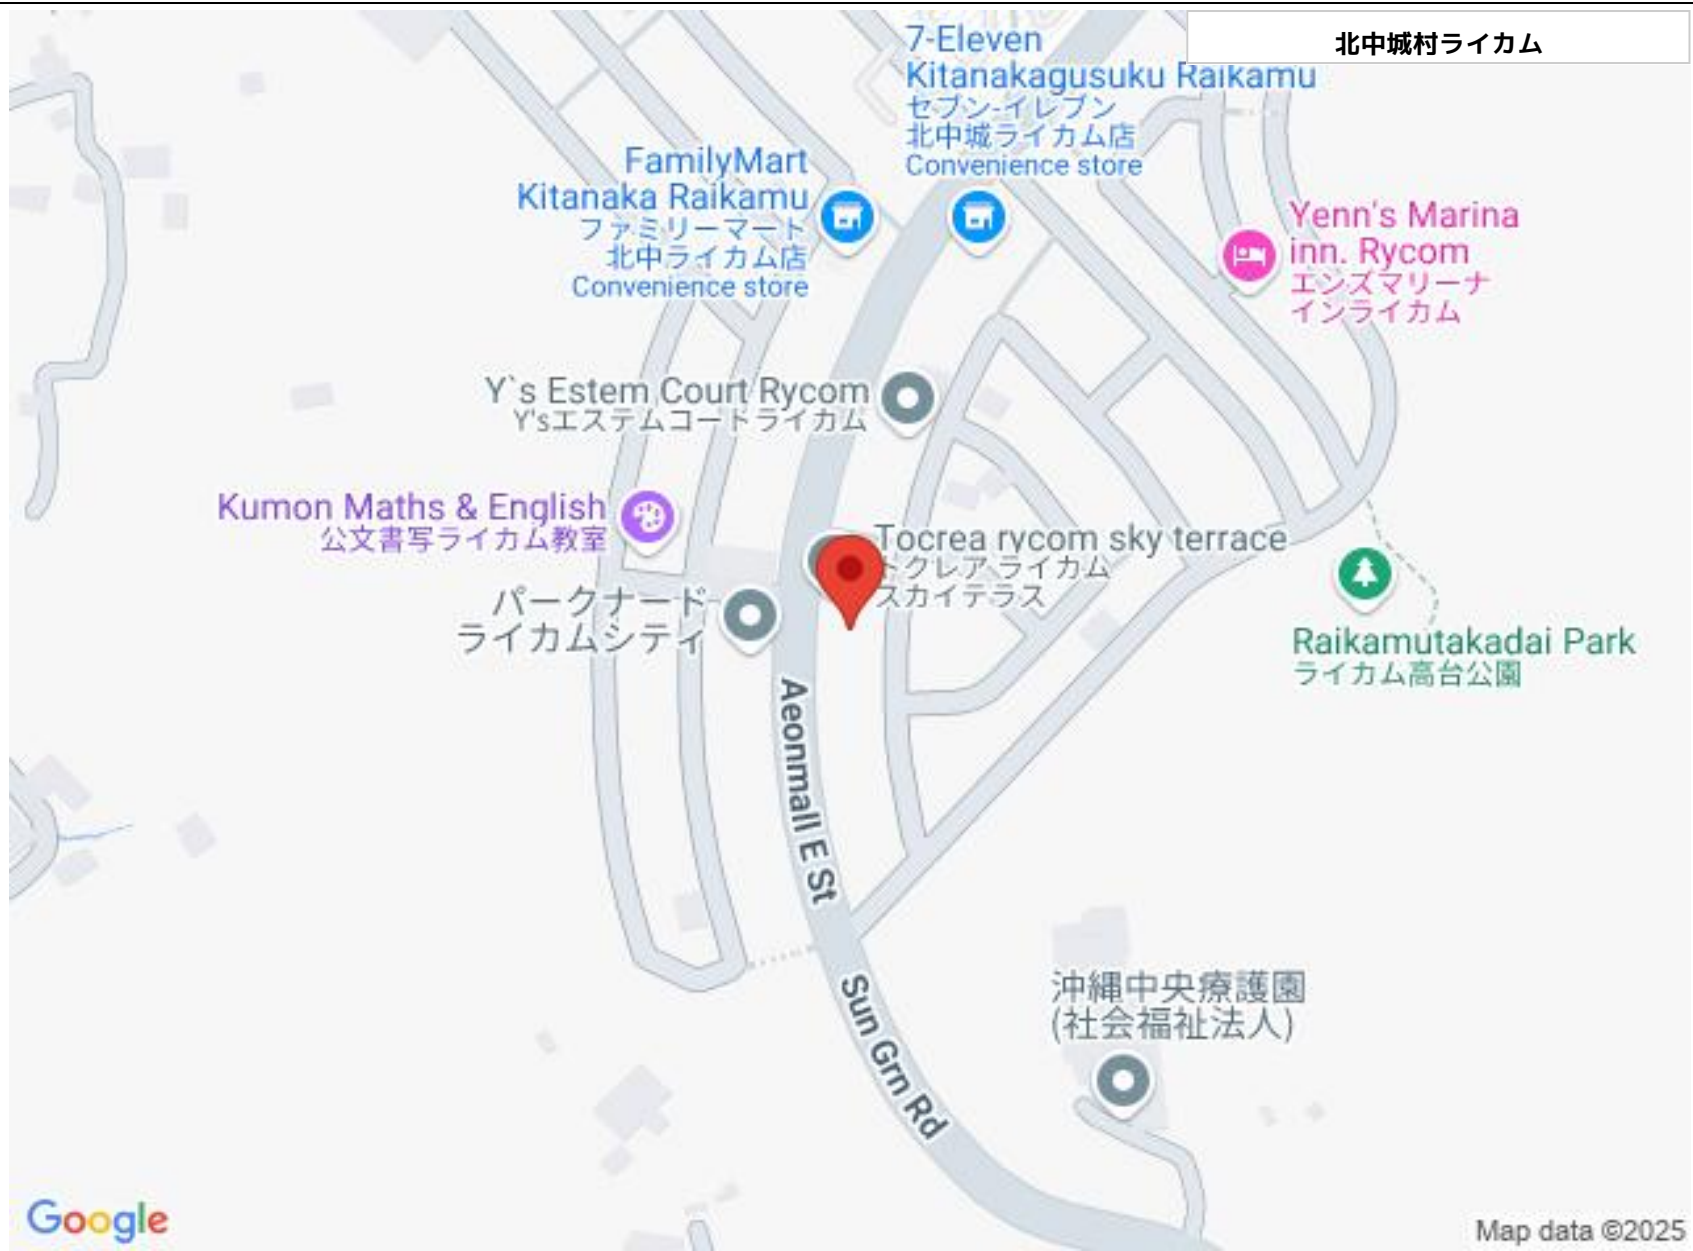 北中城村ライカム
7-Eleven
Kitanakagusuku Raikamu
セブン-イレブン
北中城ライカム店
Convenience store
FamilyMart
Kitanaka Raikamu
ファミリーマート
北中ライカム店
Convenience store
Yenn's Marina
inn. Rycom
エンズマリーナ
インライカム
Y`s Estem Court Rycom
Y'sエステムコートライカム
Kumon Maths & English
公文書写ライカム教室
Tocrea rycom sky terrace
トクレア ライカム
スカイテラス
パークナード
ライカムシティ
Raikamutakadai Park
ライカム高台公園
Aeonmall E St
Sun Grn Rd
沖縄中央療護園
(社会福祉法人)
Google
Map data ©2025